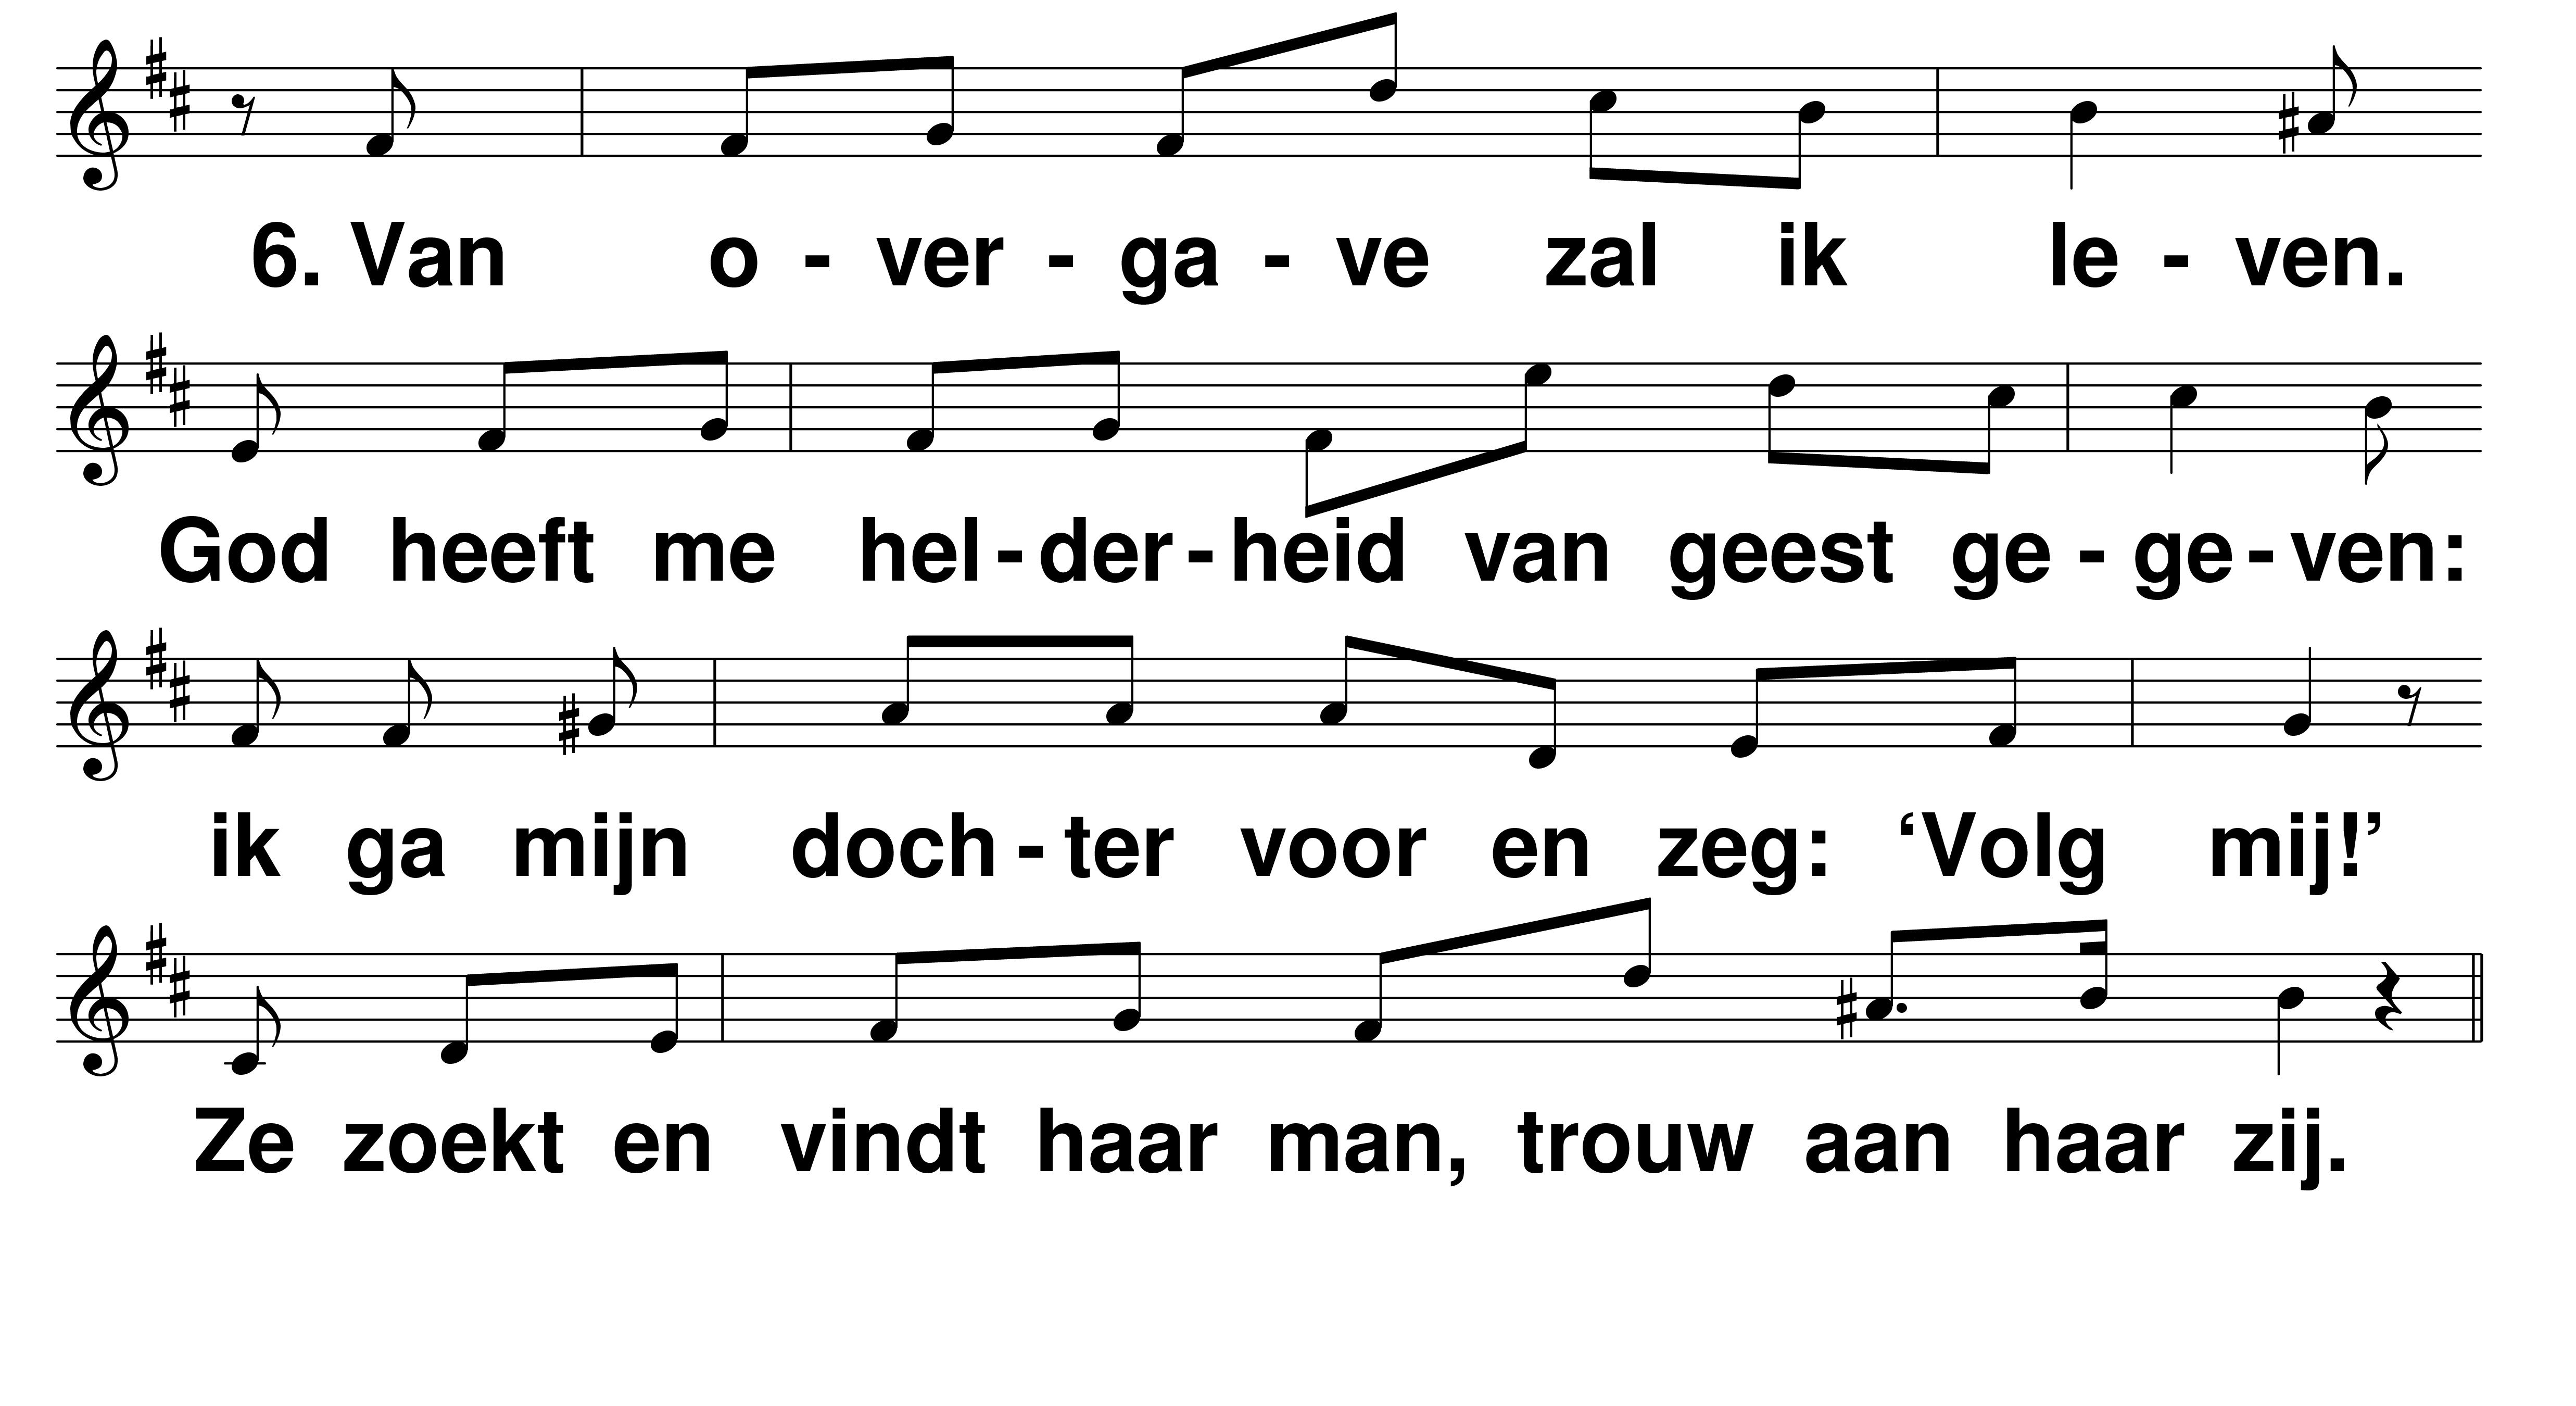 6. Van o - ver - ga - ve zal ik le - ven.
God heeft me hel - der - heid van geest ge - ge - ven:
ik ga mijn doch - ter voor en zeg: ‘Volg mij!’
Ze zoekt en vindt haar man, trouw aan haar zij.